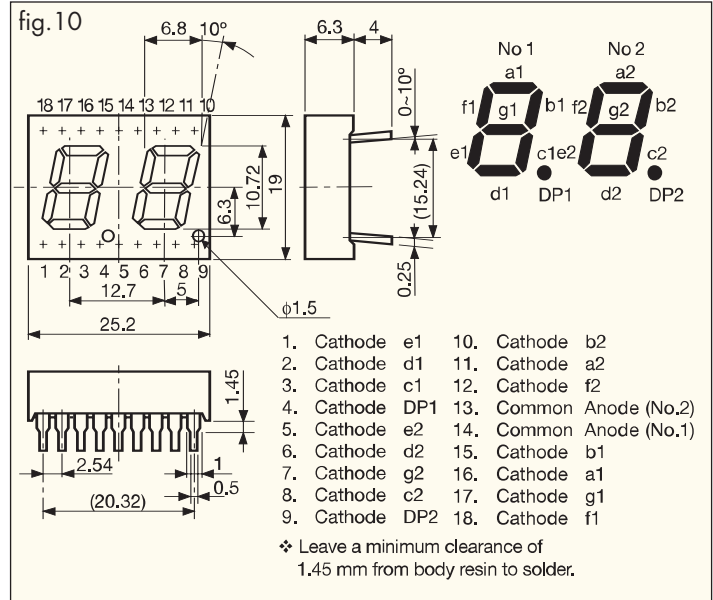 fig.10
6.8 10°
6.3 4
0~10°
No 1 No 2
a1 a2
f1 g1 b1 f2 g2 b2
e1 c1 e2 c2
d1 DP1 d2 DP2
18 17 16 15 14 13 12 11 10
10.72
19
6.3
(15.24)
0.25
1 2 3 4 5 6 7 8 9
12.7 5
φ1.5
25.2
1.45
2.54 1
0.5
(20.32)
1. Cathode e1 10. Cathode b2
2. Cathode d1 11. Cathode a2
3. Cathode c1 12. Cathode f2
4. Cathode DP1 13. Common Anode (No.2)
5. Cathode e2 14. Common Anode (No.1)
6. Cathode d2 15. Cathode b1
7. Cathode g2 16. Cathode a1
8. Cathode c2 17. Cathode g1
9. Cathode DP2 18. Cathode f1
❖ Leave a minimum clearance of
1.45 mm from body resin to solder.